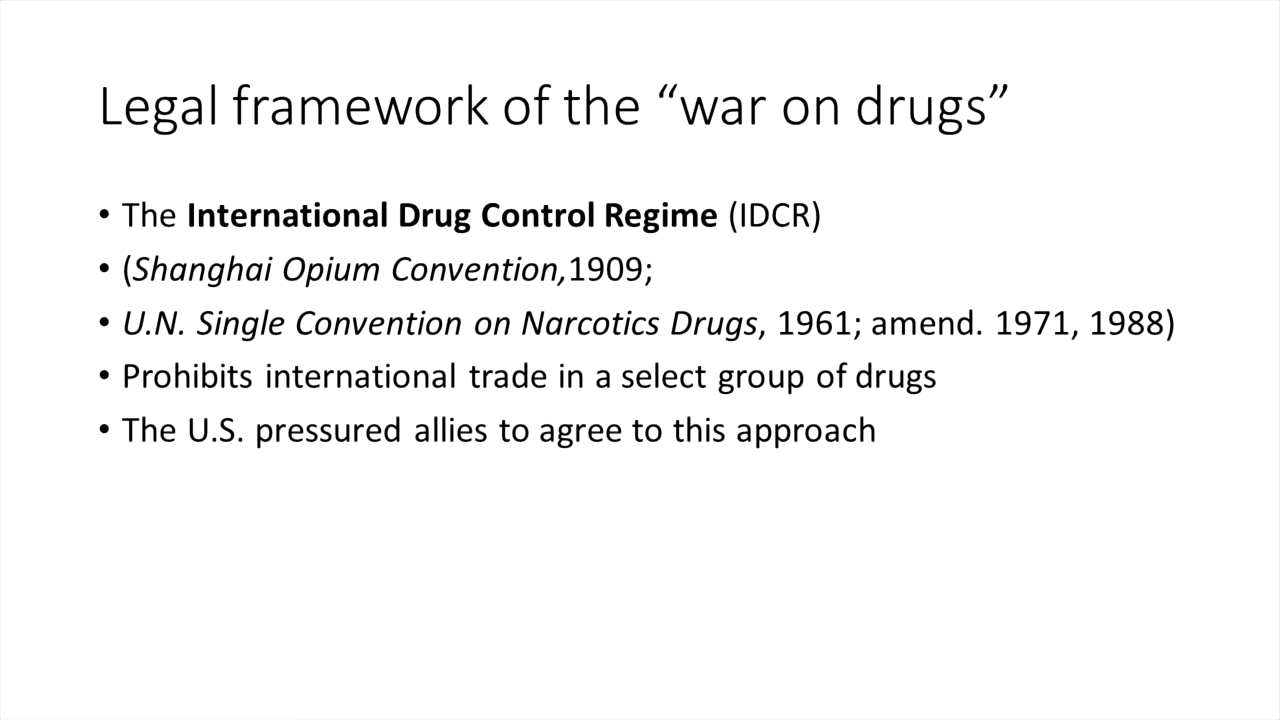 Legal framework of the “war on drugs”
• The International Drug Control Regime (IDCR)
• (Shanghai Opium Convention,1909;
• U.N. Single Convention on Narcotics Drugs, 1961; amend. 1971, 1988)
• Prohibits international trade in a select group of drugs
• The U.S. pressured allies to agree to this approach